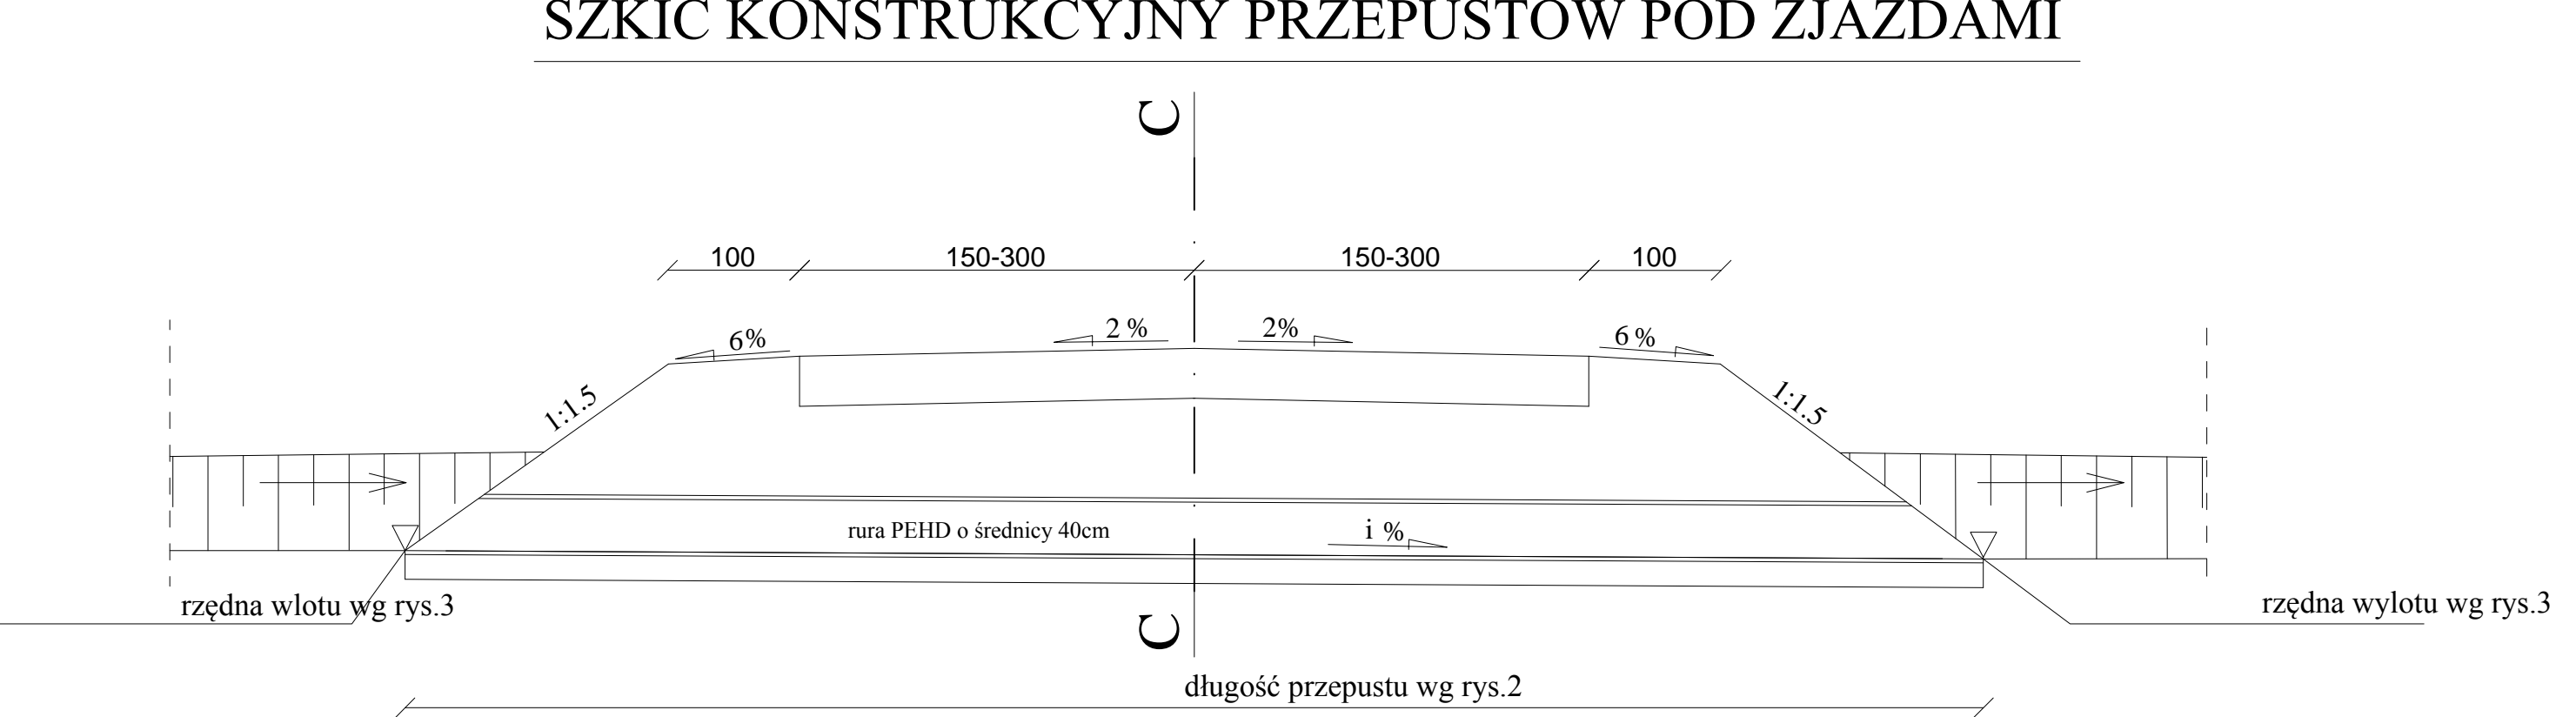 SZKIC KONSTRUKCYJNY PRZEPUSTÓW POD ZJAZDAMI
C
100 150-300 150-300 100
6% 2 % 2% 6 %
1:1.5 1:1.5
rura PEHD o średnicy 40cm i %
rzędna wlotu wg rys.3 rzędna wylotu wg rys.3
C
długość przepustu wg rys.2